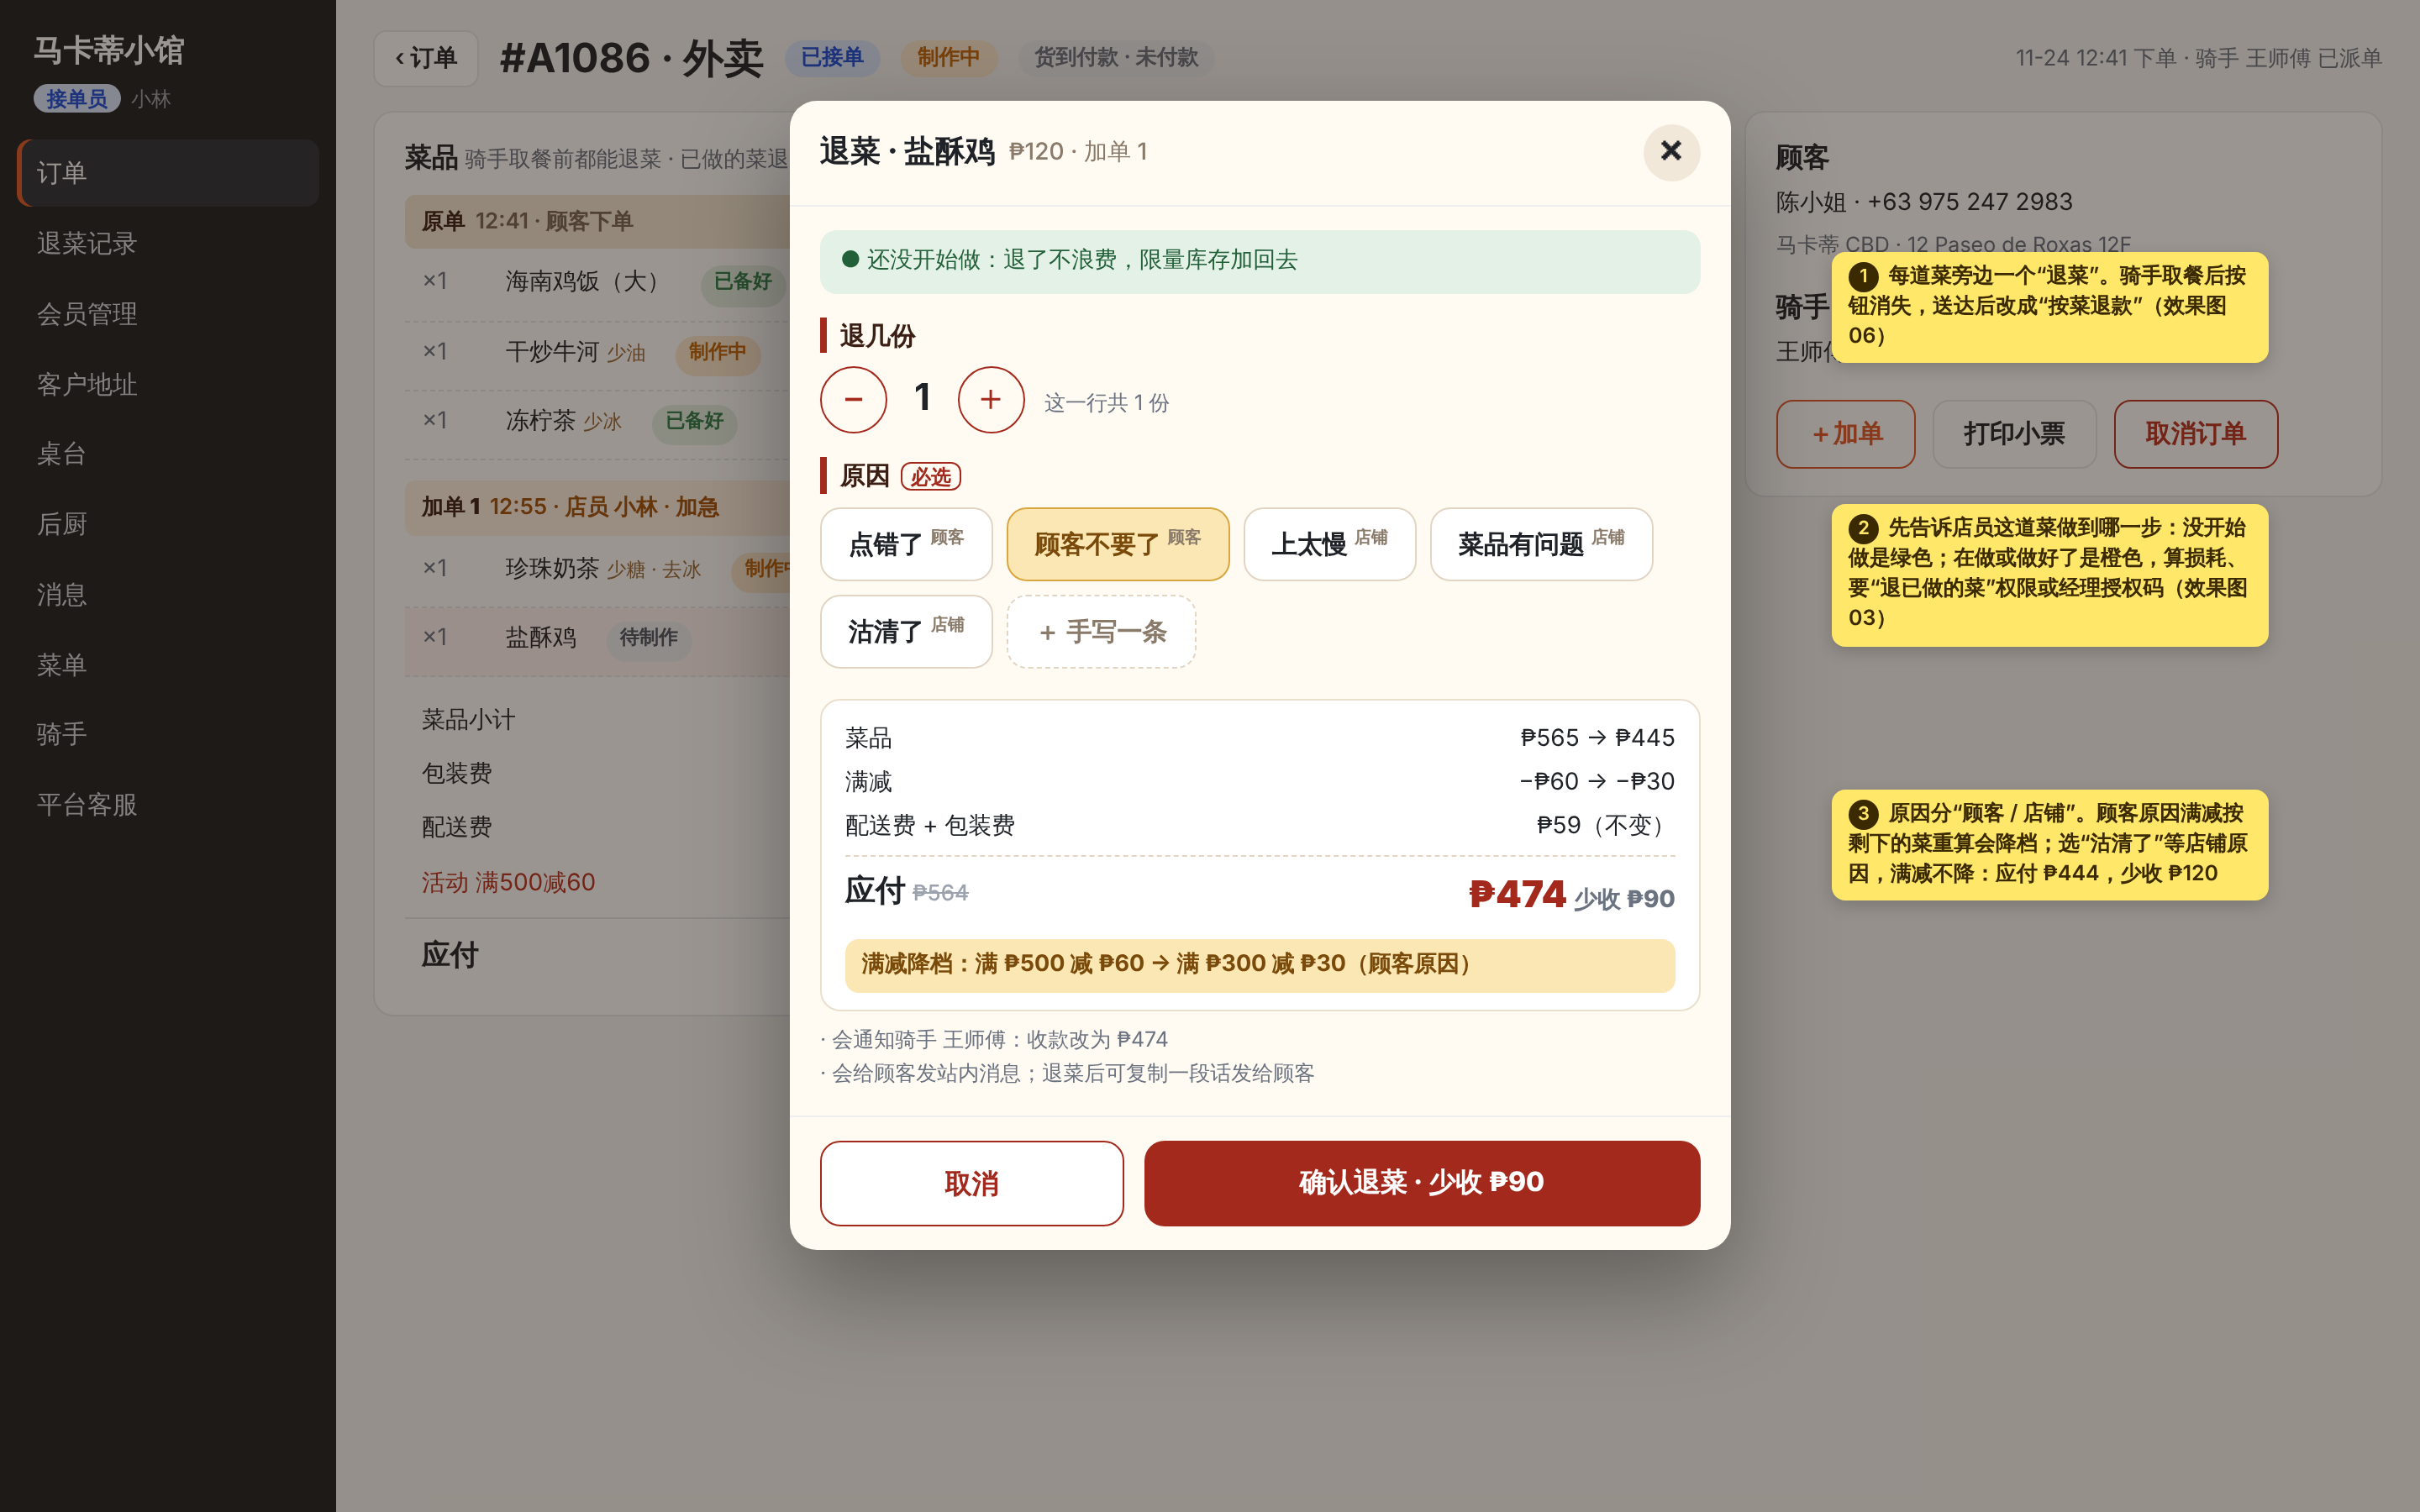 马卡蒂小馆
接单员 小林
订单
退菜记录
会员管理
客户地址
桌台
后厨
消息
菜单
骑手
平台客服
‹ 订单 #A1086 · 外卖 已接单 制作中 货到付款 · 未付款 11-24 12:41 下单 · 骑手 王师傅 已派单
菜品 骑手取餐前都能退菜 · 已做的菜退
原单 12:41 · 顾客下单
×1 海南鸡饭（大） 已备好
×1 干炒牛河 少油 制作中
×1 冻柠茶 少冰 已备好
加单 1 12:55 · 店员 小林 · 加急
×1 珍珠奶茶 少糖 · 去冰 制作
×1 盐酥鸡 待制作
菜品小计
包装费
配送费
活动 满500减60
应付
退菜 · 盐酥鸡 ₱120 · 加单 1 ×
还没开始做：退了不浪费，限量库存加回去
退几份
− 1 + 这一行共 1 份
原因 必选
点错了 顾客 顾客不要了 顾客 上太慢 店铺 菜品有问题 店铺
沽清了 店铺 + 手写一条
菜品 ₱565 → ₱445
满减 −₱60 → −₱30
配送费 + 包装费 ₱59（不变）
应付 ₱564 ₱474 少收 ₱90
满减降档：满 ₱500 减 ₱60 → 满 ₱300 减 ₱30（顾客原因）
· 会通知骑手 王师傅：收款改为 ₱474
· 会给顾客发站内消息；退菜后可复制一段话发给顾客
取消 确认退菜 · 少收 ₱90
顾客
陈小姐 · +63 975 247 2983
马卡蒂 CBD · 12 Paseo de Roxas 12F
骑手
王师
+加单 打印小票 取消订单
1 每道菜旁边一个“退菜”。骑手取餐后按
钮消失，送达后改成“按菜退款”（效果图
06）
2 先告诉店员这道菜做到哪一步：没开始
做是绿色；在做或做好了是橙色，算损耗、
要“退已做的菜”权限或经理授权码（效果图
03）
3 原因分“顾客 / 店铺”。顾客原因满减按
剩下的菜重算会降档；选“沽清了”等店铺原
因，满减不降：应付 ₱444，少收 ₱120